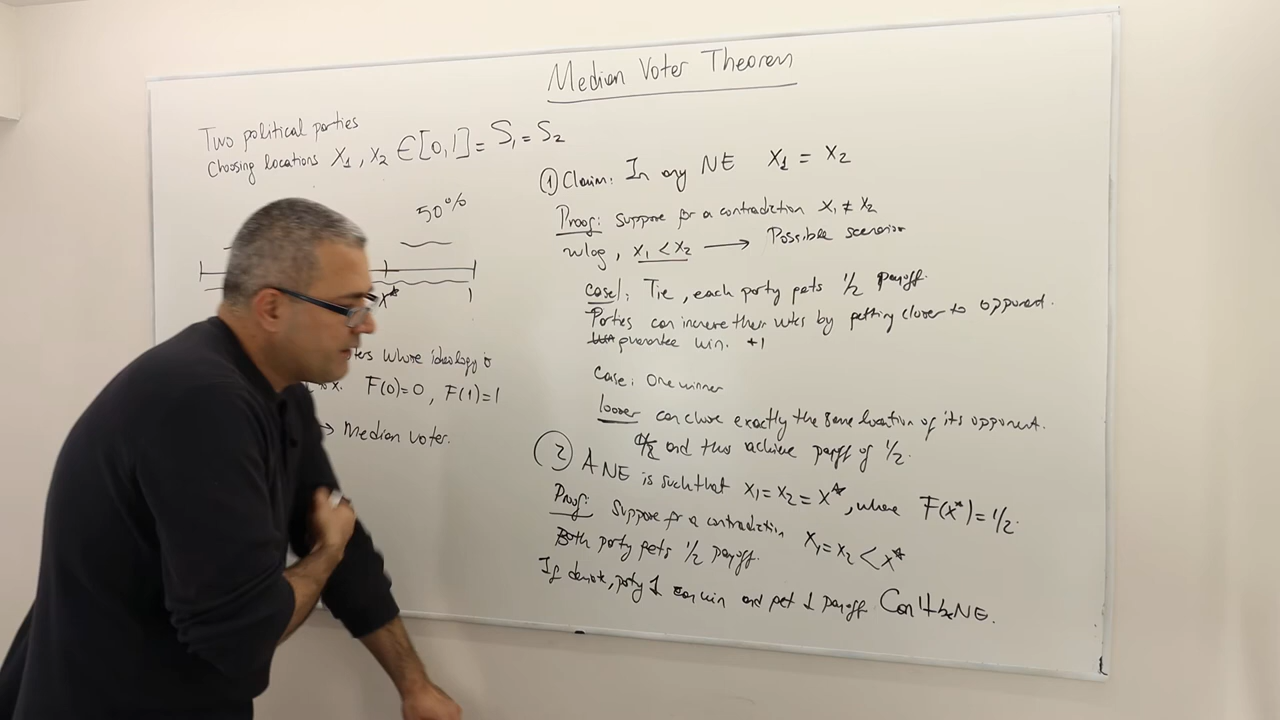 Median Voter Theorem
Two political parties
Choosing locations X₁, X₂ ∈ [0,1] = S₁ = S₂
50%
X*
1
ters whose ideology is
x. F(0)=0, F(1)=1
→ Median voter.
① Claim: In any NE X₁ = X₂
Proof: Suppose for a contradiction X₁ ≠ X₂
wlog, X₁ < X₂ → Possible scenarios
case1: Tie, each party gets 1/2 payoff.
Parties can increase their votes by getting closer to opponent.
guarantee win. +1
Case: One winner
looser can chose exactly the same location of its opponent.
and thus achieve payoff of 1/2.
② A NE is such that X₁ = X₂ = X*, where F(X*) = 1/2.
Proof: Suppose for a contradiction X₁ = X₂ < X*
Both party gets 1/2 payoff.
If deviate, party 1 can win and get 1 payoff Can't be NE.